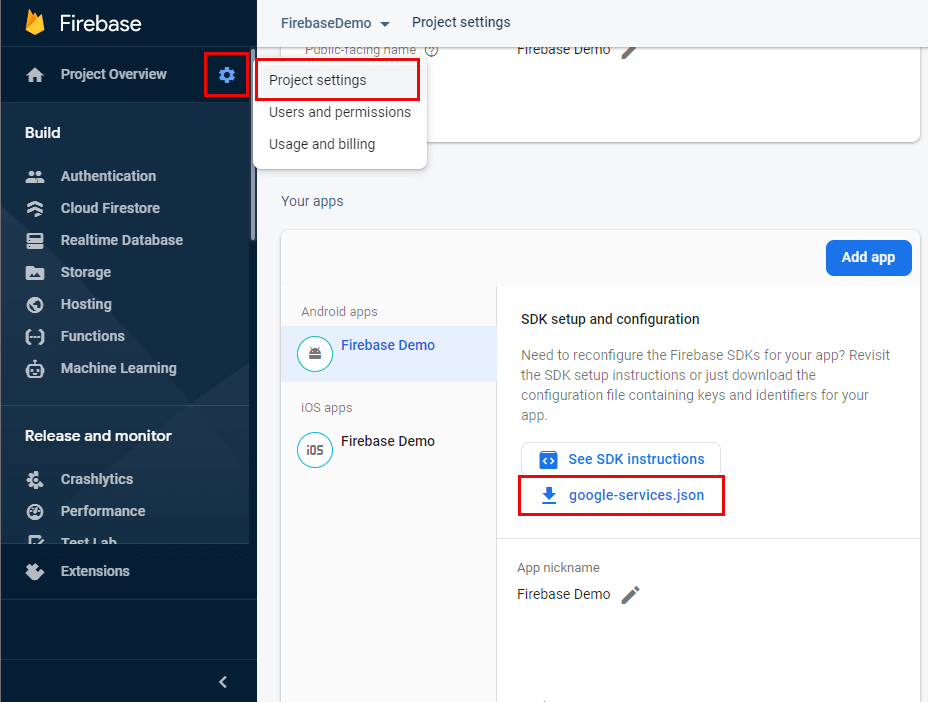 Firebase
Project Overview
Build
Authentication
Cloud Firestore
Realtime Database
Storage
Hosting
Functions
Machine Learning
Release and monitor
Crashlytics
Performance
Test Lab
Extensions
FirebaseDemo
Project settings
Public-facing name
Firebase Demo
Project settings
Users and permissions
Usage and billing
Your apps
Add app
Android apps
Firebase Demo
iOS apps
iOS
Firebase Demo
SDK setup and configuration
Need to reconfigure the Firebase SDKs for your app? Revisit
the SDK setup instructions or just download the
configuration file containing keys and identifiers for your
app.
See SDK instructions
google-services.json
App nickname
Firebase Demo